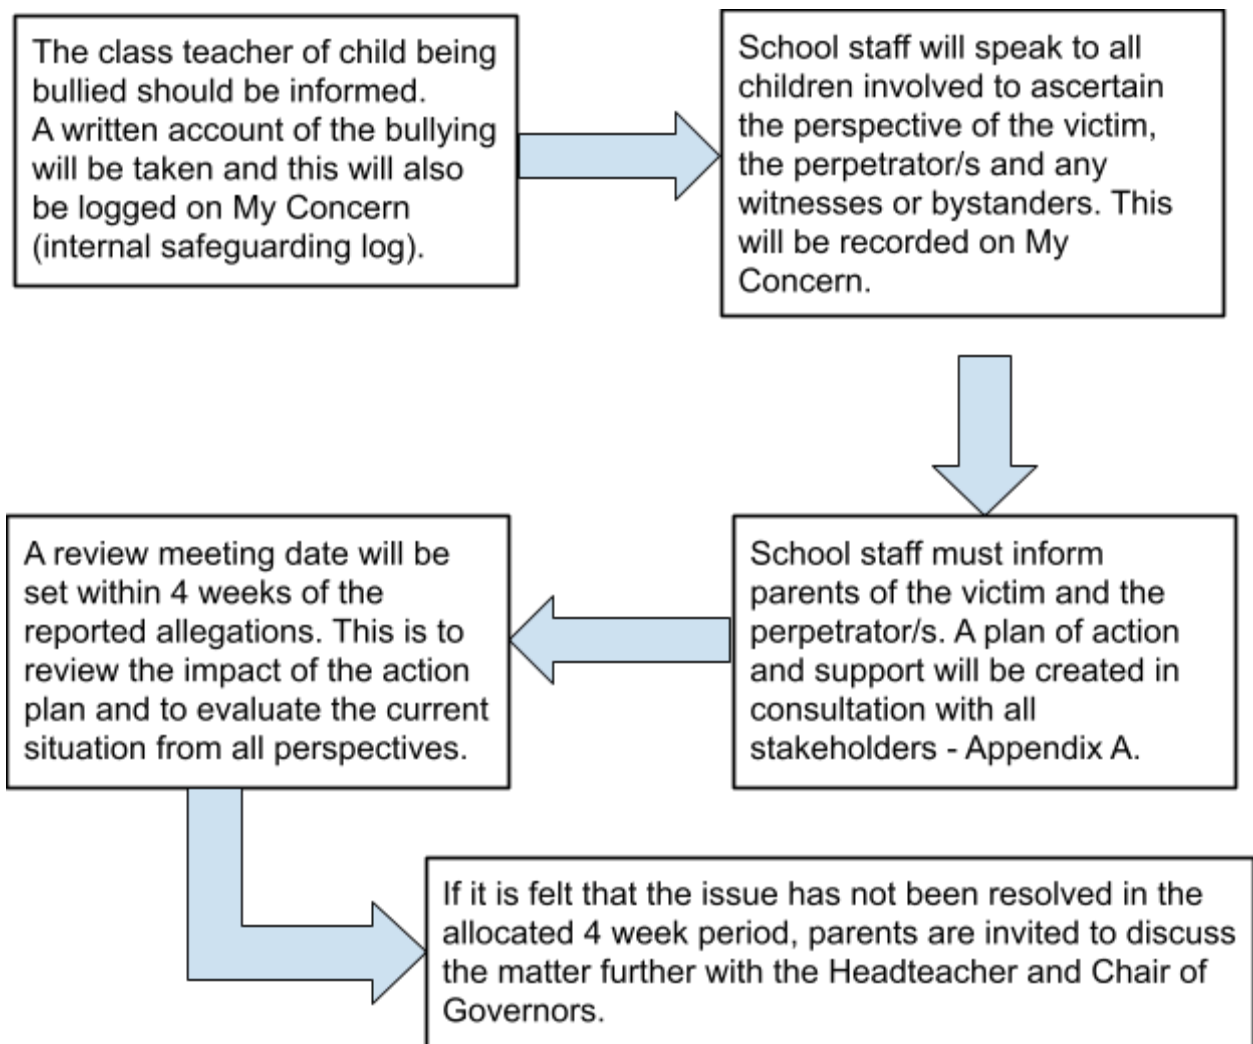 The class teacher of child being
bullied should be informed.
A written account of the bullying
will be taken and this will also
be logged on My Concern
(internal safeguarding log).
School staff will speak to all
children involved to ascertain
the perspective of the victim,
the perpetrator/s and any
witnesses or bystanders. This
will be recorded on My
Concern.
School staff must inform
parents of the victim and the
perpetrator/s. A plan of action
and support will be created in
consultation with all
stakeholders - Appendix A.
A review meeting date will be
set within 4 weeks of the
reported allegations. This is to
review the impact of the action
plan and to evaluate the current
situation from all perspectives.
If it is felt that the issue has not been resolved in the
allocated 4 week period, parents are invited to discuss
the matter further with the Headteacher and Chair of
Governors.